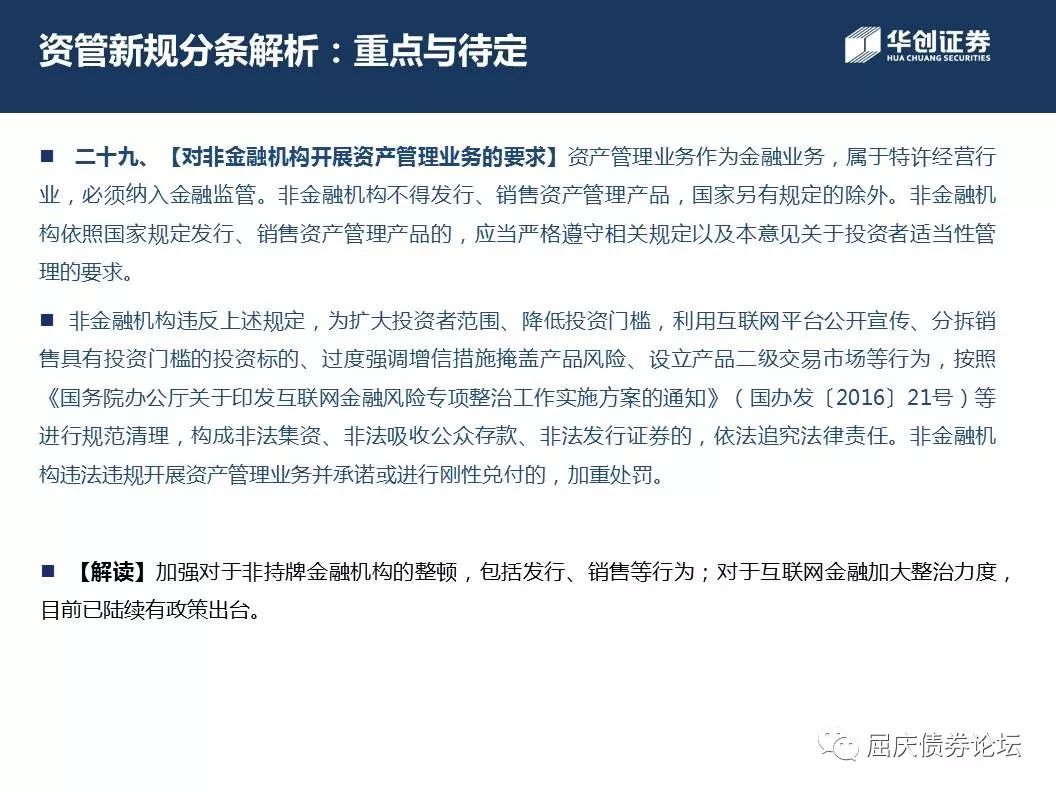 资管新规分条解析：重点与待定
华创证券
HUA CHUANG SECURITIES
■ 二十九、【对非金融机构开展资产管理业务的要求】资产管理业务作为金融业务，属于特许经营行
业，必须纳入金融监管。非金融机构不得发行、销售资产管理产品，国家另有规定的除外。非金融机
构依照国家规定发行、销售资产管理产品的，应当严格遵守相关规定以及本意见关于投资者适当性管
理的要求。
■ 非金融机构违反上述规定，为扩大投资者范围、降低投资门槛，利用互联网平台公开宣传、分拆销
售具有投资门槛的投资标的、过度强调增信措施掩盖产品风险、设立产品二级交易市场等行为，按照
《国务院办公厅关于印发互联网金融风险专项整治工作实施方案的通知》（国办发〔2016〕21号）等
进行规范清理，构成非法集资、非法吸收公众存款、非法发行证券的，依法追究法律责任。非金融机
构违法违规开展资产管理业务并承诺或进行刚性兑付的，加重处罚。
■ 【解读】加强对于非持牌金融机构的整顿，包括发行、销售等行为；对于互联网金融加大整治力度，
目前已陆续有政策出台。
屈庆债券论坛